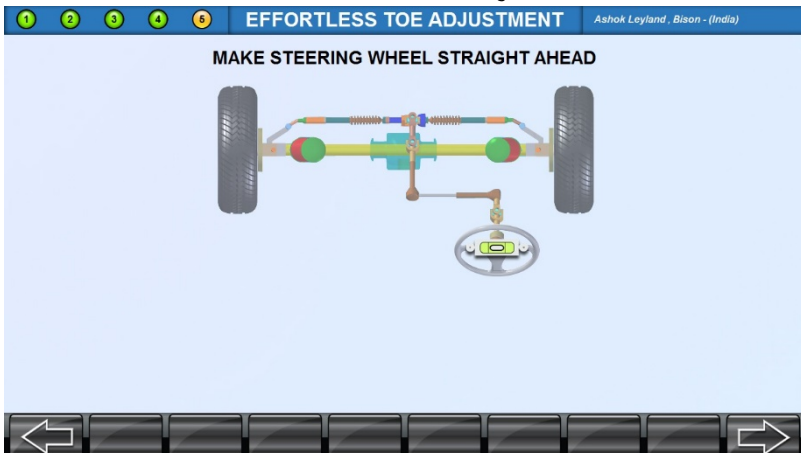 1 2 3 4 5 EFFORTLESS TOE ADJUSTMENT Ashok Leyland , Bison - (India)
MAKE STEERING WHEEL STRAIGHT AHEAD